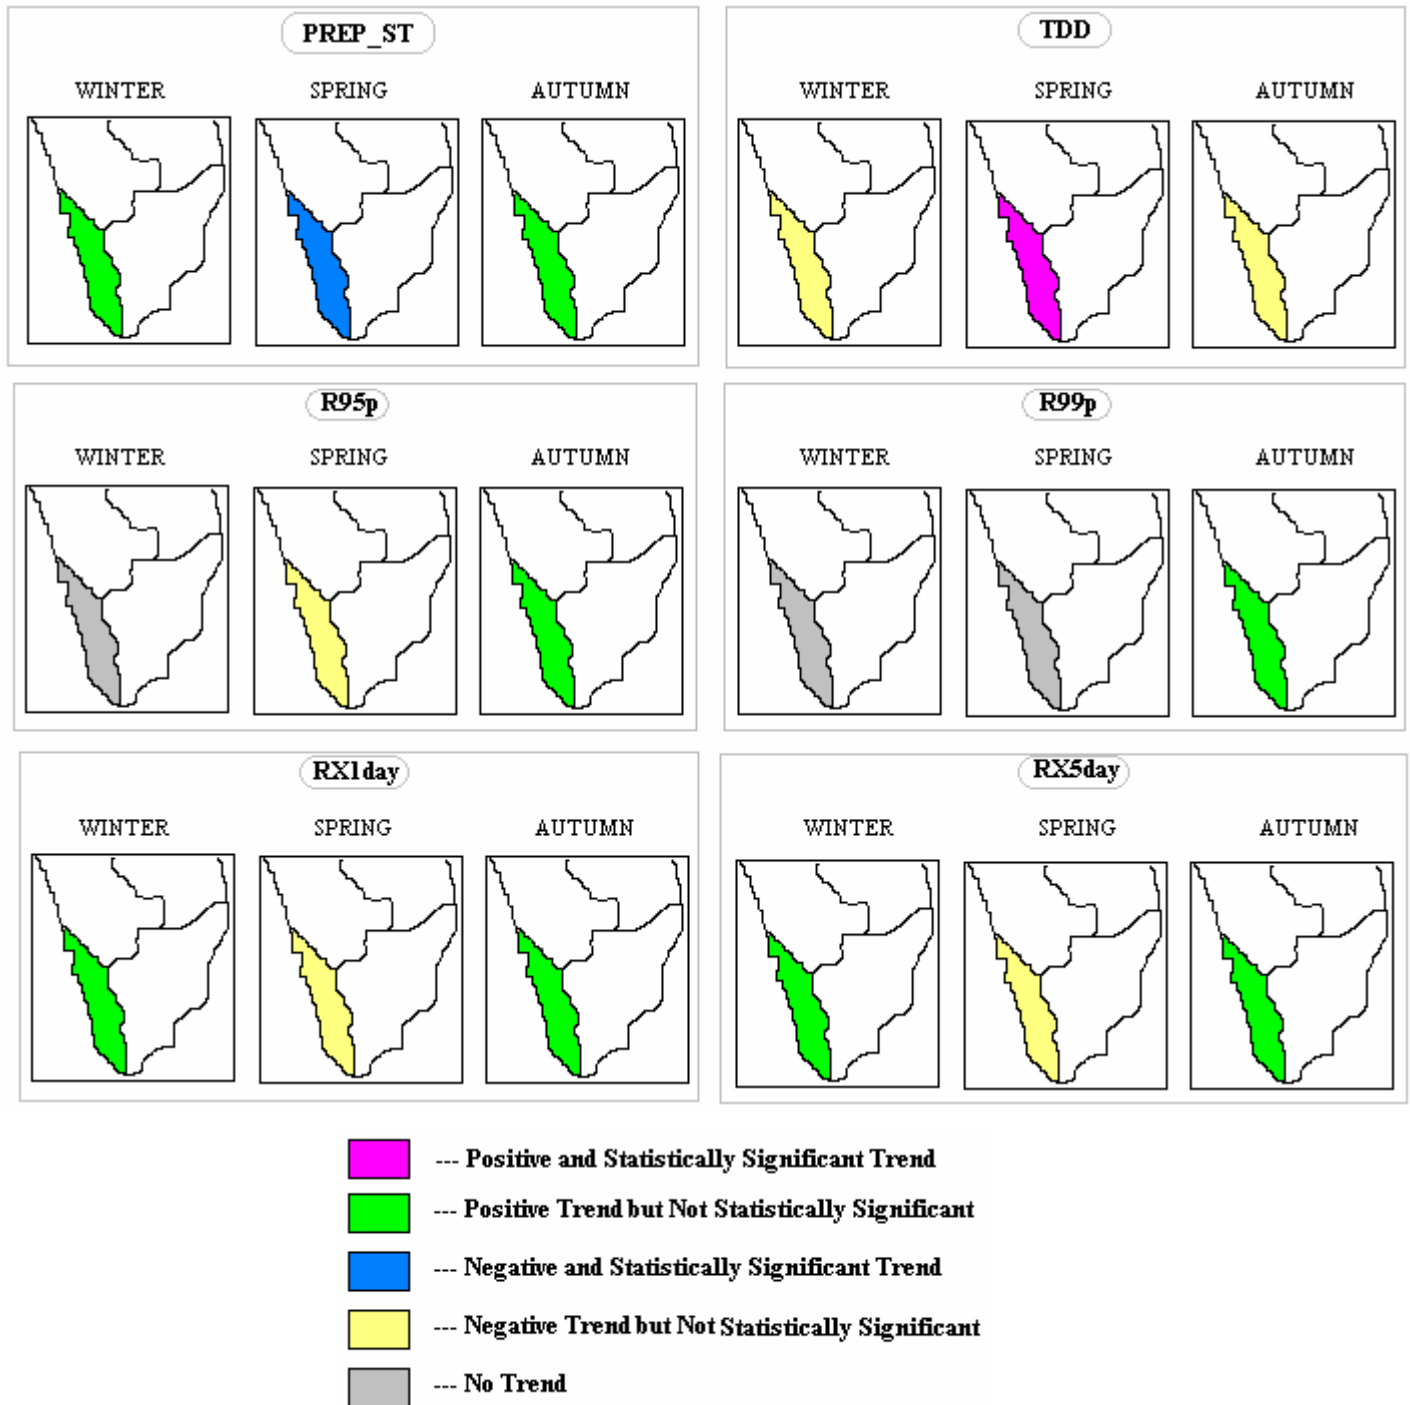 PREP_ST
WINTER SPRING AUTUMN
TDD
WINTER SPRING AUTUMN
R95p
WINTER SPRING AUTUMN
R99p
WINTER SPRING AUTUMN
RX1day
WINTER SPRING AUTUMN
RX5day
WINTER SPRING AUTUMN
--- Positive and Statistically Significant Trend
--- Positive Trend but Not Statistically Significant
--- Negative and Statistically Significant Trend
--- Negative Trend but Not Statistically Significant
--- No Trend